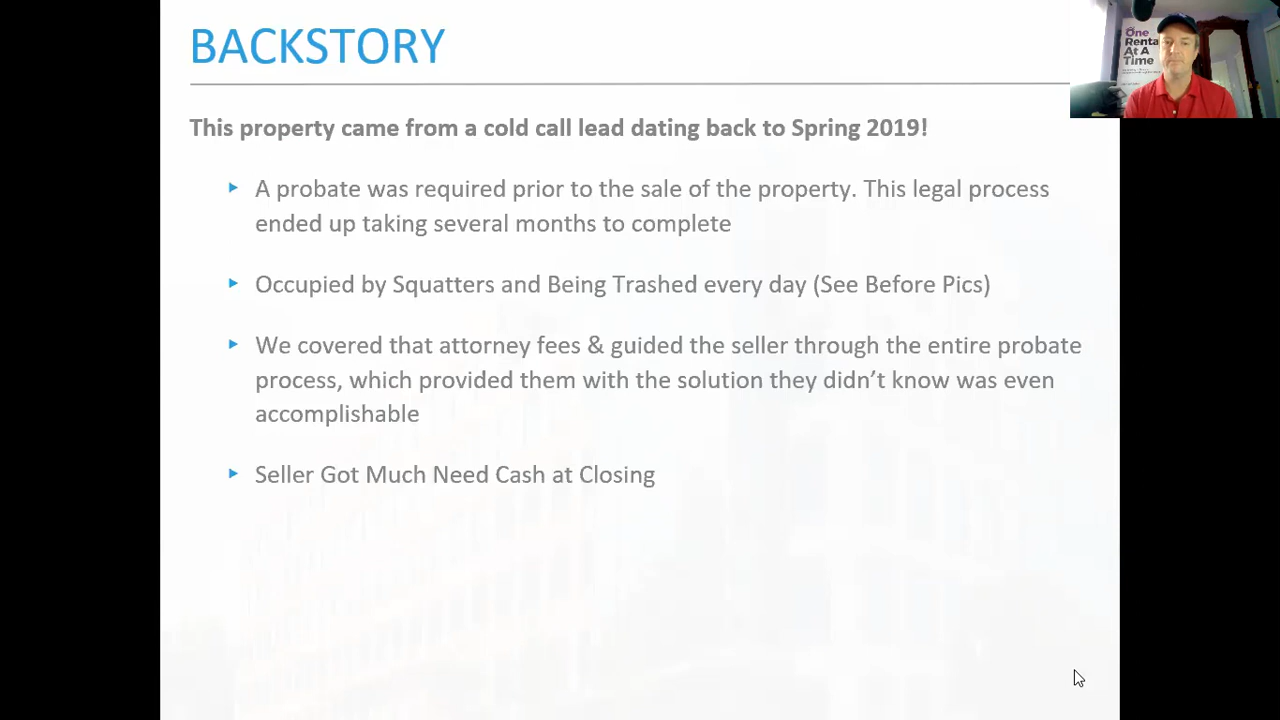 BACKSTORY
This property came from a cold call lead dating back to Spring 2019!
A probate was required prior to the sale of the property. This legal process
ended up taking several months to complete
Occupied by Squatters and Being Trashed every day (See Before Pics)
We covered that attorney fees & guided the seller through the entire probate
process, which provided them with the solution they didn’t know was even
accomplishable
Seller Got Much Need Cash at Closing
One
Renta
At A
Time